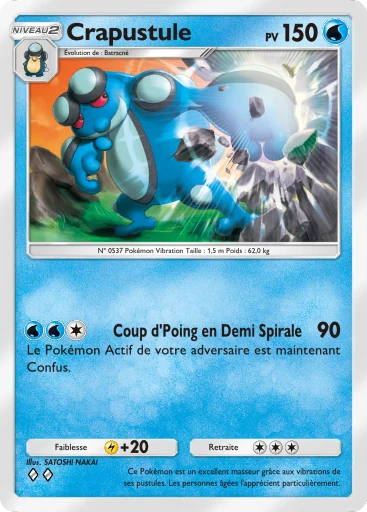 NIVEAU2 Crapustule PV 150
Évolution de : Batracné
N° 0537 Pokémon Vibration Taille : 1,5 m Poids : 62,0 kg
Coup d'Poing en Demi Spirale 90
Le Pokémon Actif de votre adversaire est maintenant
Confus.
Faiblesse +20 Retraite
Illus. SATOSHI NAKAI
Ce Pokémon est un excellent masseur grâce aux vibrations de
ses pustules. Les personnes âgées l'apprécient particulièrement.